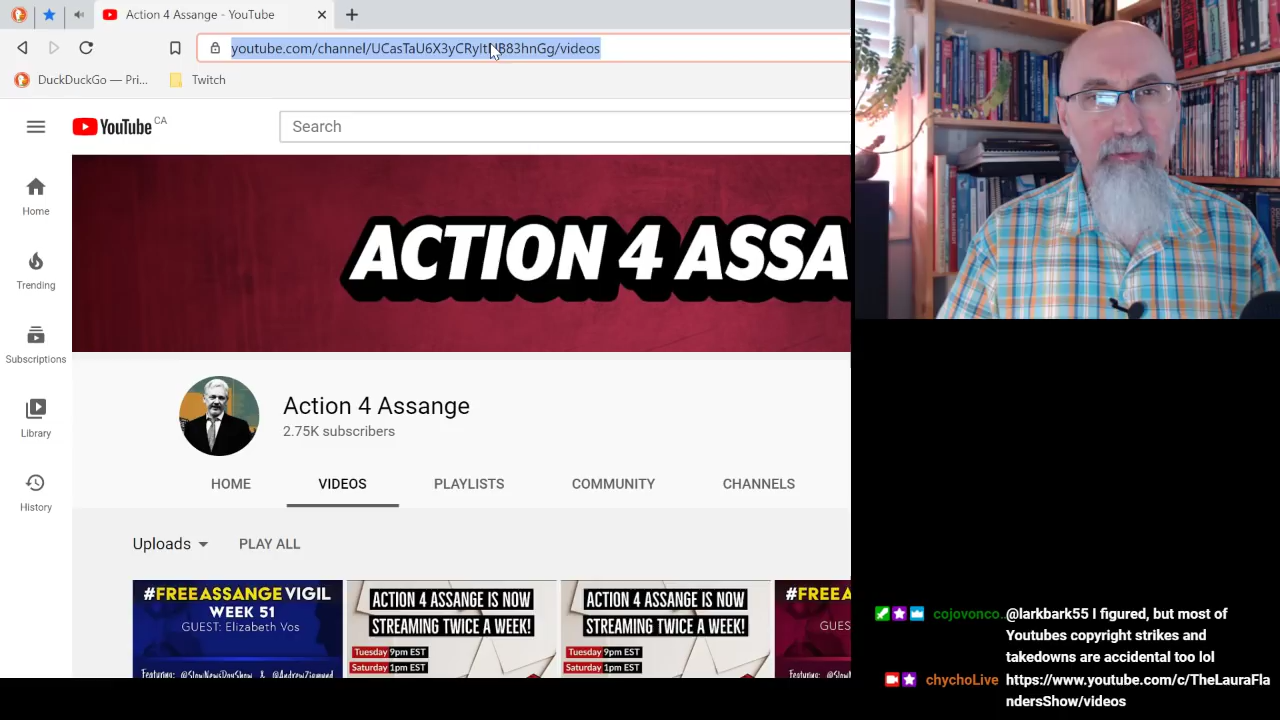 Action 4 Assange - YouTube
youtube.com/channel/UCasTaU6X3yCRyIt
B83hnGg/videos
DuckDuckGo — Pri...
Twitch
YouTube CA
Search
ACTION 4 ASSA
Home
Trending
Subscriptions
Library
History
Action 4 Assange
2.75K subscribers
HOME
VIDEOS
PLAYLISTS
COMMUNITY
CHANNELS
Uploads
PLAY ALL
#FREEASSANGE VIGIL
WEEK 51
GUEST: Elizabeth Vos
Featuring: @SlowNewsDayShow & @AndrewZiemund
ACTION 4 ASSANGE IS NOW
STREAMING TWICE A WEEK!
Tuesday 9pm EST
Saturday 1pm EST
ACTION 4 ASSANGE IS NOW
STREAMING TWICE A WEEK!
Tuesday 9pm EST
Saturday 1pm EST
#FREEA
GUES
cojovonco.. @larkbark55 I figured, but most of
Youtubes copyright strikes and
takedowns are accidental too lol
chychoLive https://www.youtube.com/c/TheLauraFla
ndersShow/videos